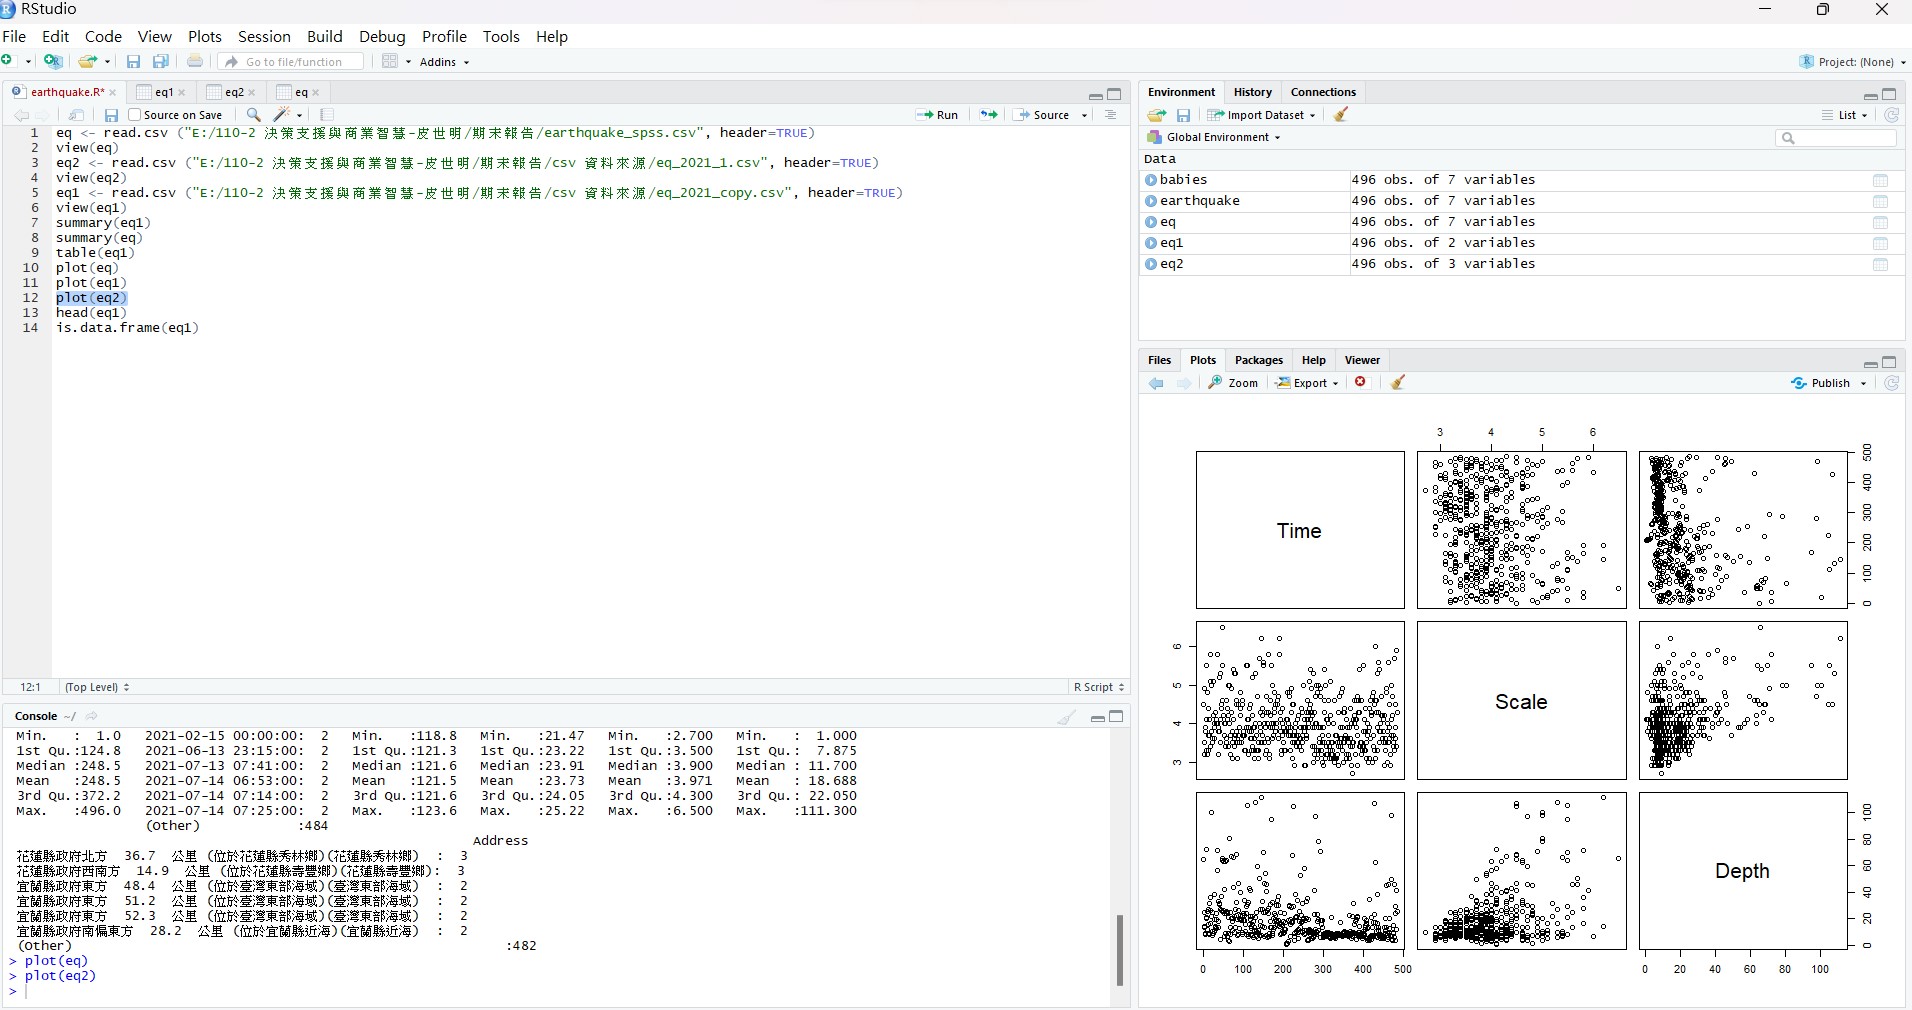 RStudio
File Edit Code View Plots Session Build Debug Profile Tools Help
Go to file/function Addins Project: (None)
earthquake.R* eq1 eq2 eq
Source on Save Run Source
1 eq <- read.csv ("E:/110-2 決策支援與商業智慧-皮世明/期末報告/earthquake_spss.csv", header=TRUE)
2 view(eq)
3 eq2 <- read.csv ("E:/110-2 決策支援與商業智慧-皮世明/期末報告/csv 資料來源/eq_2021_1.csv", header=TRUE)
4 view(eq2)
5 eq1 <- read.csv ("E:/110-2 決策支援與商業智慧-皮世明/期末報告/csv 資料來源/eq_2021_copy.csv", header=TRUE)
6 view(eq1)
7 summary(eq1)
8 summary(eq)
9 table(eq1)
10 plot(eq)
11 plot(eq1)
12 plot(eq2)
13 head(eq1)
14 is.data.frame(eq1)
12:1 (Top Level) R Script
Console ~/
Min. : 1.0 2021-02-15 00:00:00: 2 Min. :118.8 Min. :21.47 Min. :2.700 Min. : 1.000
1st Qu.:124.8 2021-06-13 23:15:00: 2 1st Qu.:121.3 1st Qu.:23.22 1st Qu.:3.500 1st Qu.: 7.875
Median :248.5 2021-07-13 07:41:00: 2 Median :121.6 Median :23.91 Median :3.900 Median : 11.700
Mean :248.5 2021-07-14 06:53:00: 2 Mean :121.5 Mean :23.73 Mean :3.971 Mean : 18.688
3rd Qu.:372.2 2021-07-14 07:14:00: 2 3rd Qu.:121.6 3rd Qu.:24.05 3rd Qu.:4.300 3rd Qu.: 22.050
Max. :496.0 2021-07-14 07:25:00: 2 Max. :123.6 Max. :25.22 Max. :6.500 Max. :111.300
(Other) :484
Address
花蓮縣政府北方 36.7 公里 (位於花蓮縣秀林鄉)(花蓮縣秀林鄉) : 3
花蓮縣政府西南方 14.9 公里 (位於花蓮縣壽豐鄉)(花蓮縣壽豐鄉): 3
宜蘭縣政府東方 48.4 公里 (位於臺灣東部海域)(臺灣東部海域) : 2
宜蘭縣政府東方 51.2 公里 (位於臺灣東部海域)(臺灣東部海域) : 2
宜蘭縣政府東方 52.3 公里 (位於臺灣東部海域)(臺灣東部海域) : 2
宜蘭縣政府南偏東方 28.2 公里 (位於宜蘭縣近海)(宜蘭縣近海) : 2
(Other) :482
> plot(eq)
> plot(eq2)
>
Environment History Connections
Import Dataset List
Global Environment
Data
babies 496 obs. of 7 variables
earthquake 496 obs. of 7 variables
eq 496 obs. of 7 variables
eq1 496 obs. of 2 variables
eq2 496 obs. of 3 variables
Files Plots Packages Help Viewer
Zoom Export Publish
3 4 5 6
Time
0 100 200 300 400 500
3 4 5 6
Scale
Depth
0 20 40 60 80 100
0 100 200 300 400 500
0 20 40 60 80 100